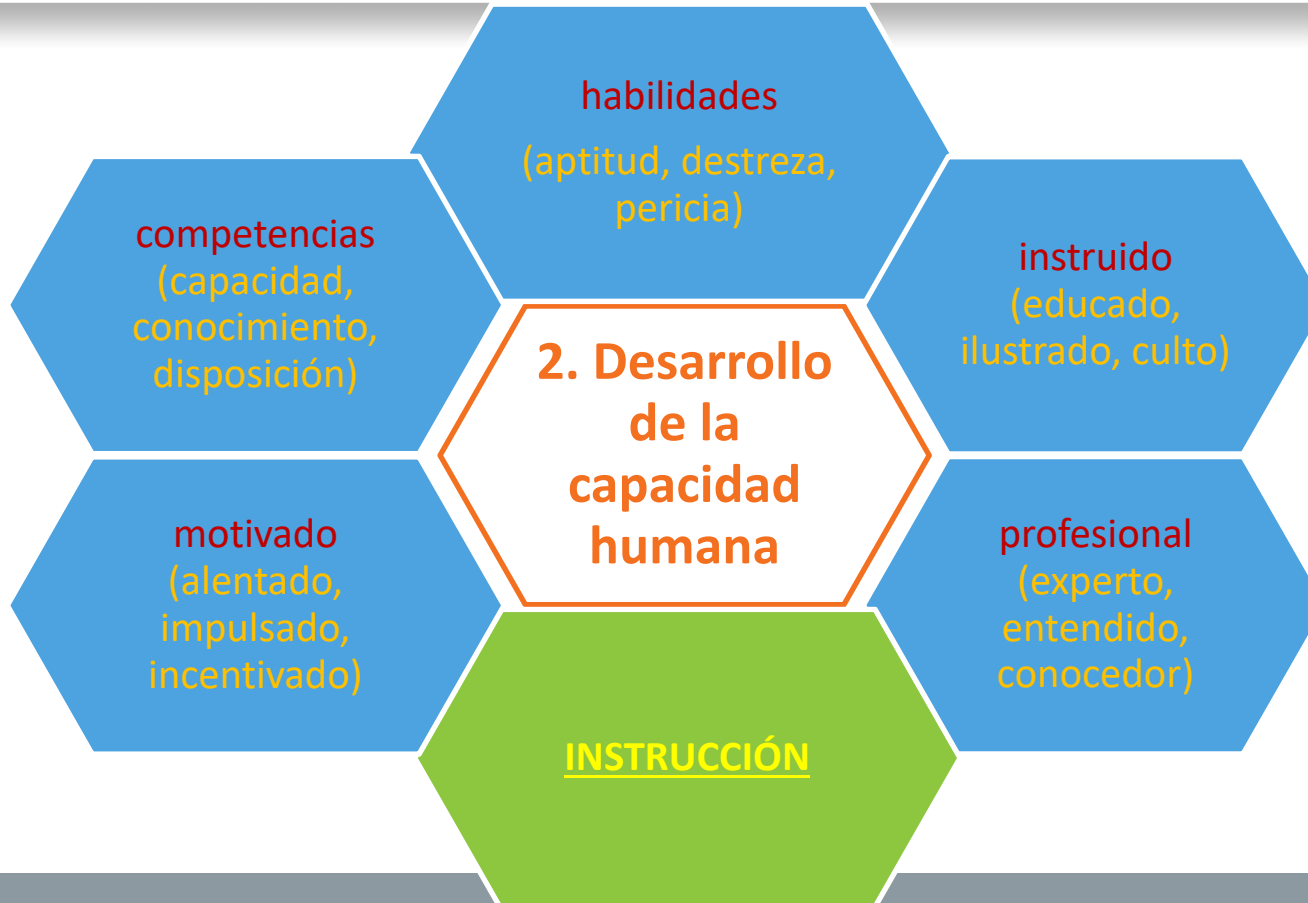 habilidades
(aptitud, destreza,
pericia)
competencias
(capacidad,
conocimiento,
disposición)
instruido
(educado,
ilustrado, culto)
2. Desarrollo
de la
capacidad
humana
motivado
(alentado,
impulsado,
incentivado)
profesional
(experto,
entendido,
conocedor)
INSTRUCCIÓN